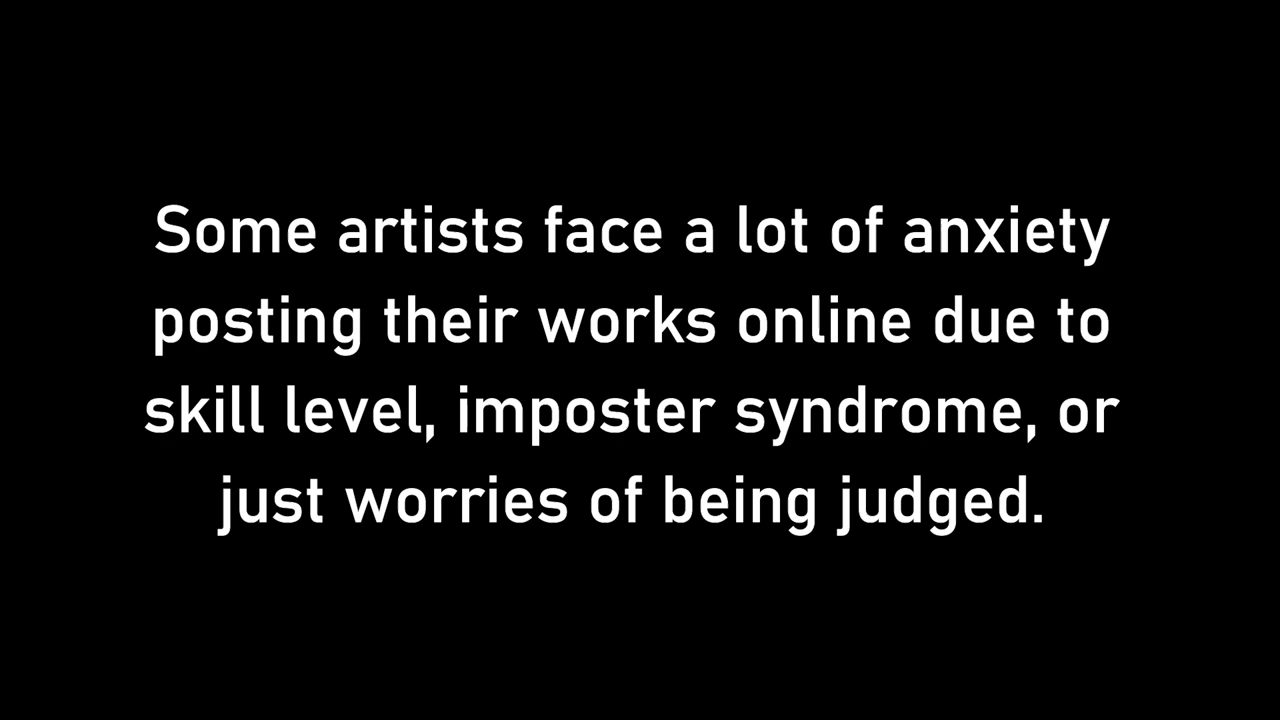 Some artists face a lot of anxiety
posting their works online due to
skill level, imposter syndrome, or
just worries of being judged.